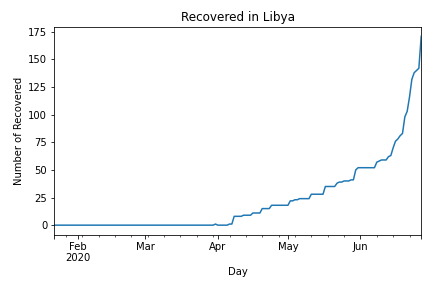 Recovered in Libya
Number of Recovered
175
150
125
100
75
50
25
0
Feb
2020
Mar
Apr
May
Jun
Day